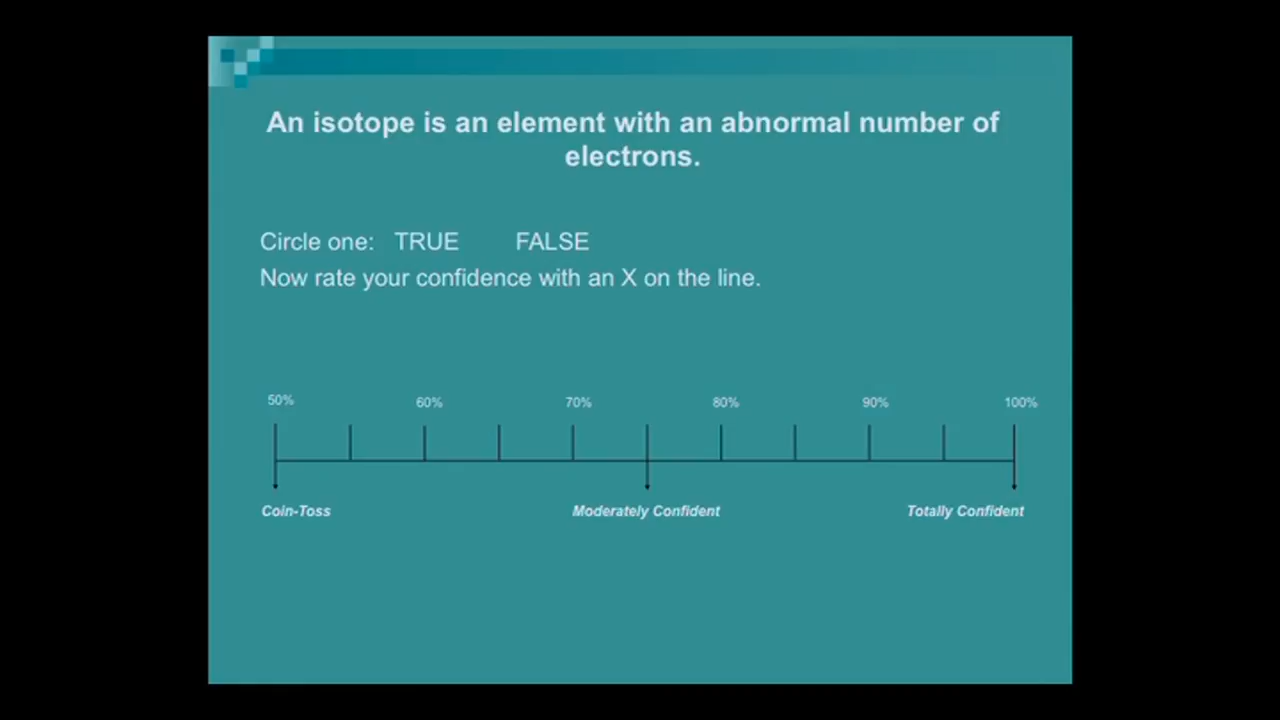 An isotope is an element with an abnormal number of
electrons.
Circle one: TRUE FALSE
Now rate your confidence with an X on the line.
50% 60% 70% 80% 90% 100%
Coin-Toss Moderately Confident Totally Confident